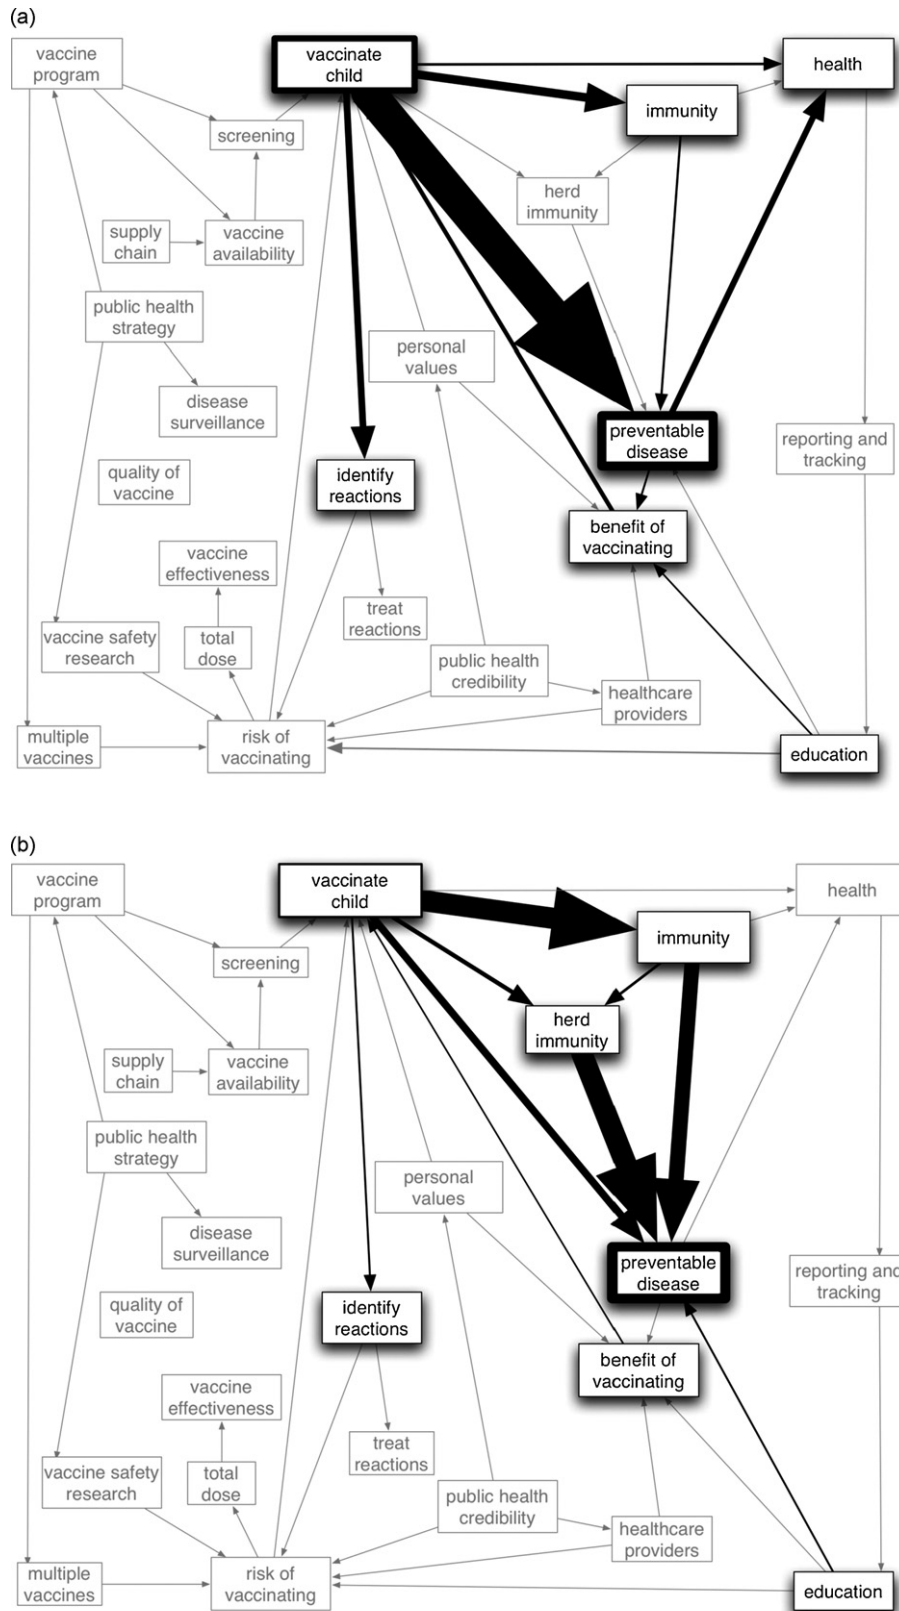 (a)
vaccine
program
vaccinate
child
health
immunity
screening
herd
immunity
supply
chain
vaccine
availability
public health
strategy
personal
values
disease
surveillance
preventable
disease
reporting and
tracking
quality of
vaccine
identify
reactions
benefit of
vaccinating
vaccine
effectiveness
treat
reactions
vaccine safety
research
total
dose
public health
credibility
healthcare
providers
multiple
vaccines
risk of
vaccinating
education
(b)
vaccine
program
vaccinate
child
health
immunity
screening
herd
immunity
supply
chain
vaccine
availability
public health
strategy
personal
values
disease
surveillance
preventable
disease
reporting and
tracking
quality of
vaccine
identify
reactions
benefit of
vaccinating
vaccine
effectiveness
treat
reactions
vaccine safety
research
total
dose
public health
credibility
healthcare
providers
multiple
vaccines
risk of
vaccinating
education